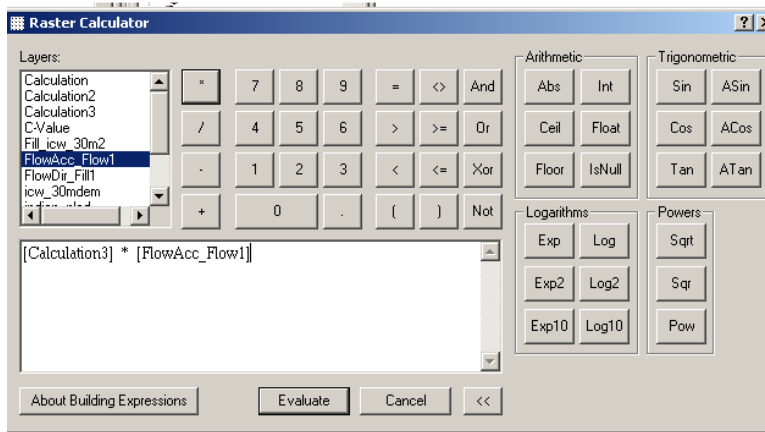 Raster Calculator ?
Layers: Arithmetic Trigonometric
Calculation
Calculation2
Calculation3
C-Value
Fill_icw_30m2
FlowAcc_Flow1
FlowDir_Fill1
icw_30mdem
* 7 8 9 = <> And Abs Int Sin ASin
/ 4 5 6 > >= Or Ceil Float Cos ACos
- 1 2 3 < <= Xor Floor IsNull Tan ATan
+ 0 . ( ) Not Logarithms Powers
[Calculation3] * [FlowAcc_Flow1]
Exp Log Sqrt
Exp2 Log2 Sqr
Exp10 Log10 Pow
About Building Expressions Evaluate Cancel <<